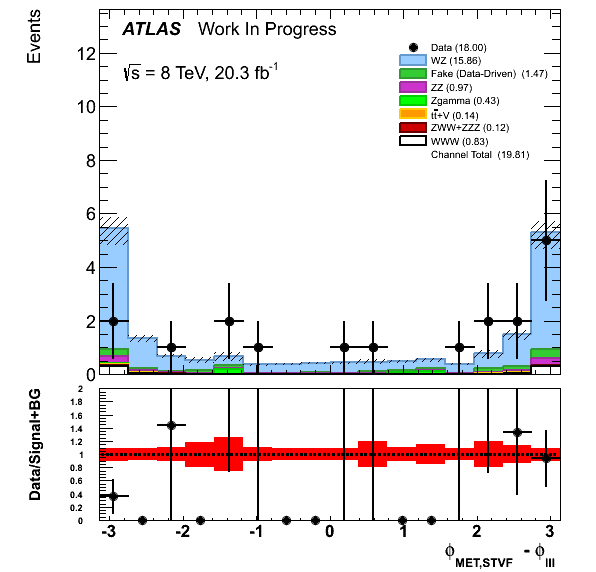 Events
ATLAS Work In Progress
√s = 8 TeV, 20.3 fb-1
Data (18.00)
WZ (15.86)
Fake (Data-Driven) (1.47)
ZZ (0.97)
Zgamma (0.43)
tt+V (0.14)
ZWW+ZZZ (0.12)
WWW (0.83)
Channel Total (19.81)
12
10
8
6
4
2
0
Data/Signal+BG
2
1.8
1.6
1.4
1.2
1
0.8
0.6
0.4
0.2
0
-3 -2 -1 0 1 2 3
ϕMET,STVF - ϕlll